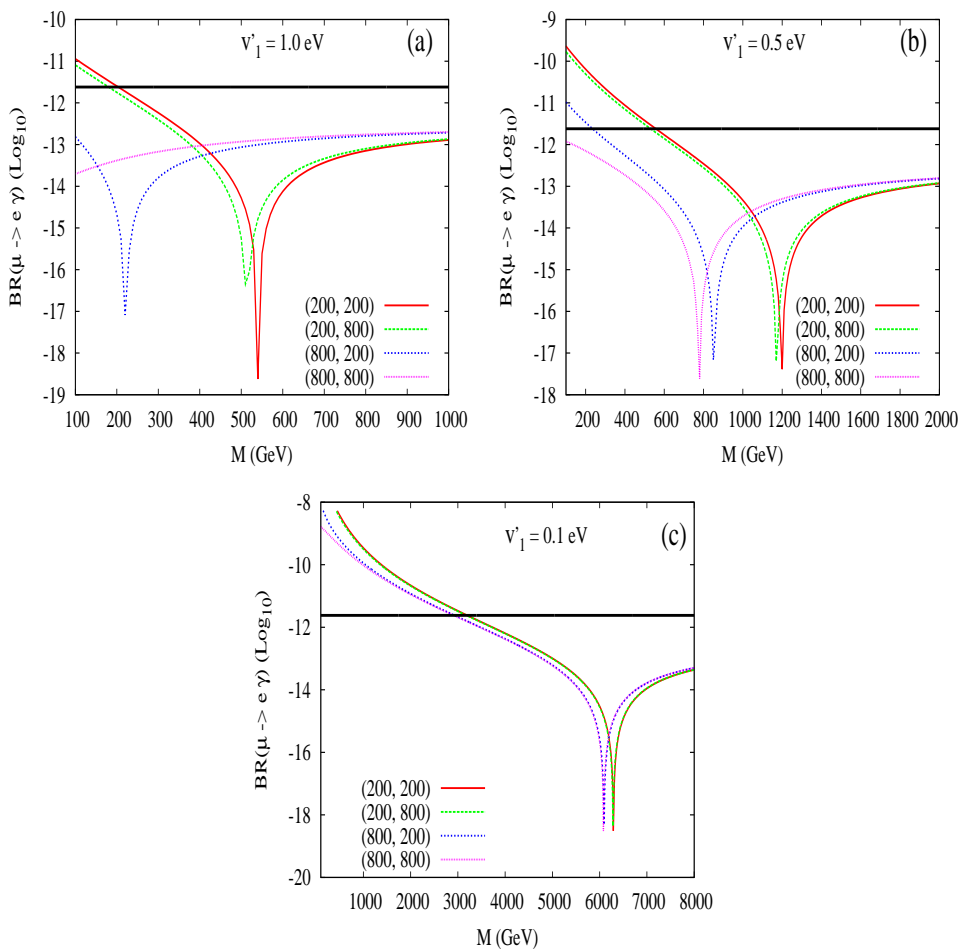 v'1 = 1.0 eV
(a)
BR(μ -> e γ) (Log10)
-10
-11
-12
-13
-14
-15
-16
-17
-18
-19
(200, 200)
(200, 800)
(800, 200)
(800, 800)
100 200 300 400 500 600 700 800 900 1000
M (GeV)
v'1 = 0.5 eV
(b)
BR(μ -> e γ) (Log10)
-9
-10
-11
-12
-13
-14
-15
-16
-17
-18
(200, 200)
(200, 800)
(800, 200)
(800, 800)
200 400 600 800 1000 1200 1400 1600 1800 2000
M (GeV)
v'1 = 0.1 eV
(c)
BR(μ -> e γ) (Log10)
-8
-10
-12
-14
-16
-18
-20
(200, 200)
(200, 800)
(800, 200)
(800, 800)
1000 2000 3000 4000 5000 6000 7000 8000
M (GeV)